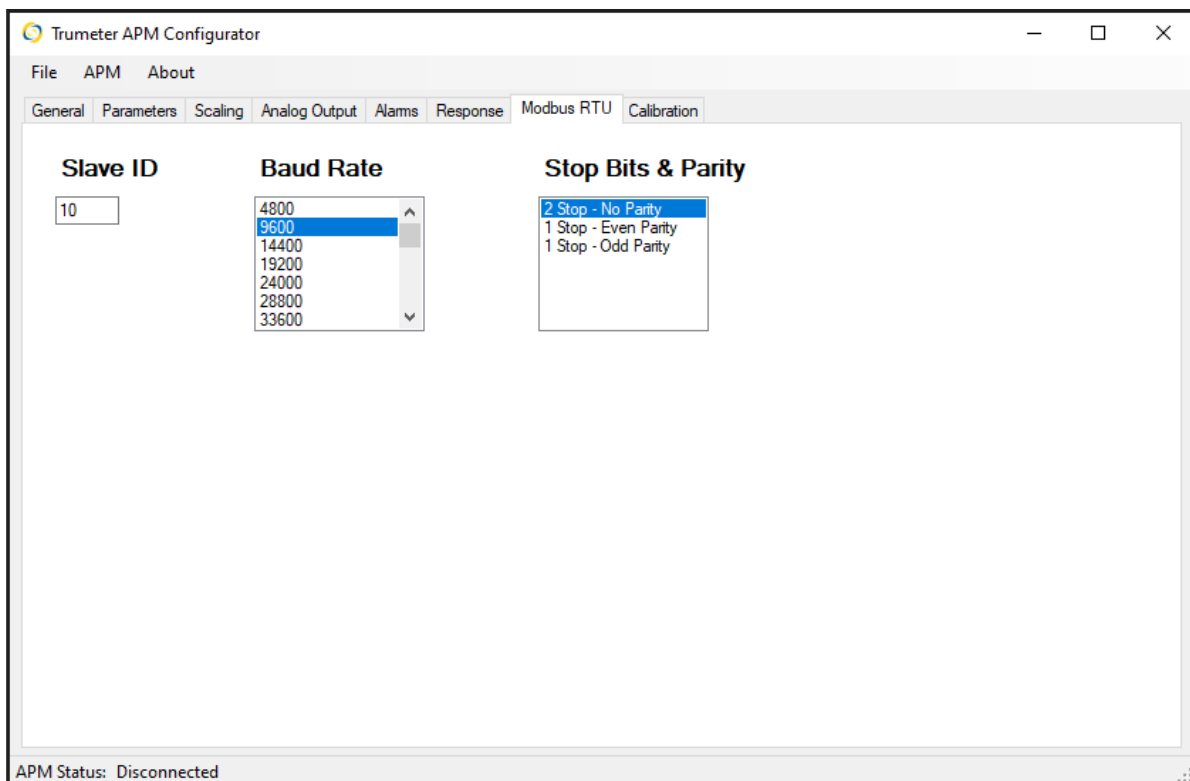 Trumeter APM Configurator
File APM About
General Parameters Scaling Analog Output Alarms Response Modbus RTU Calibration
Slave ID Baud Rate Stop Bits & Parity
10 4800 2 Stop - No Parity
9600 1 Stop - Even Parity
14400 1 Stop - Odd Parity
19200
24000
28800
33600
APM Status: Disconnected